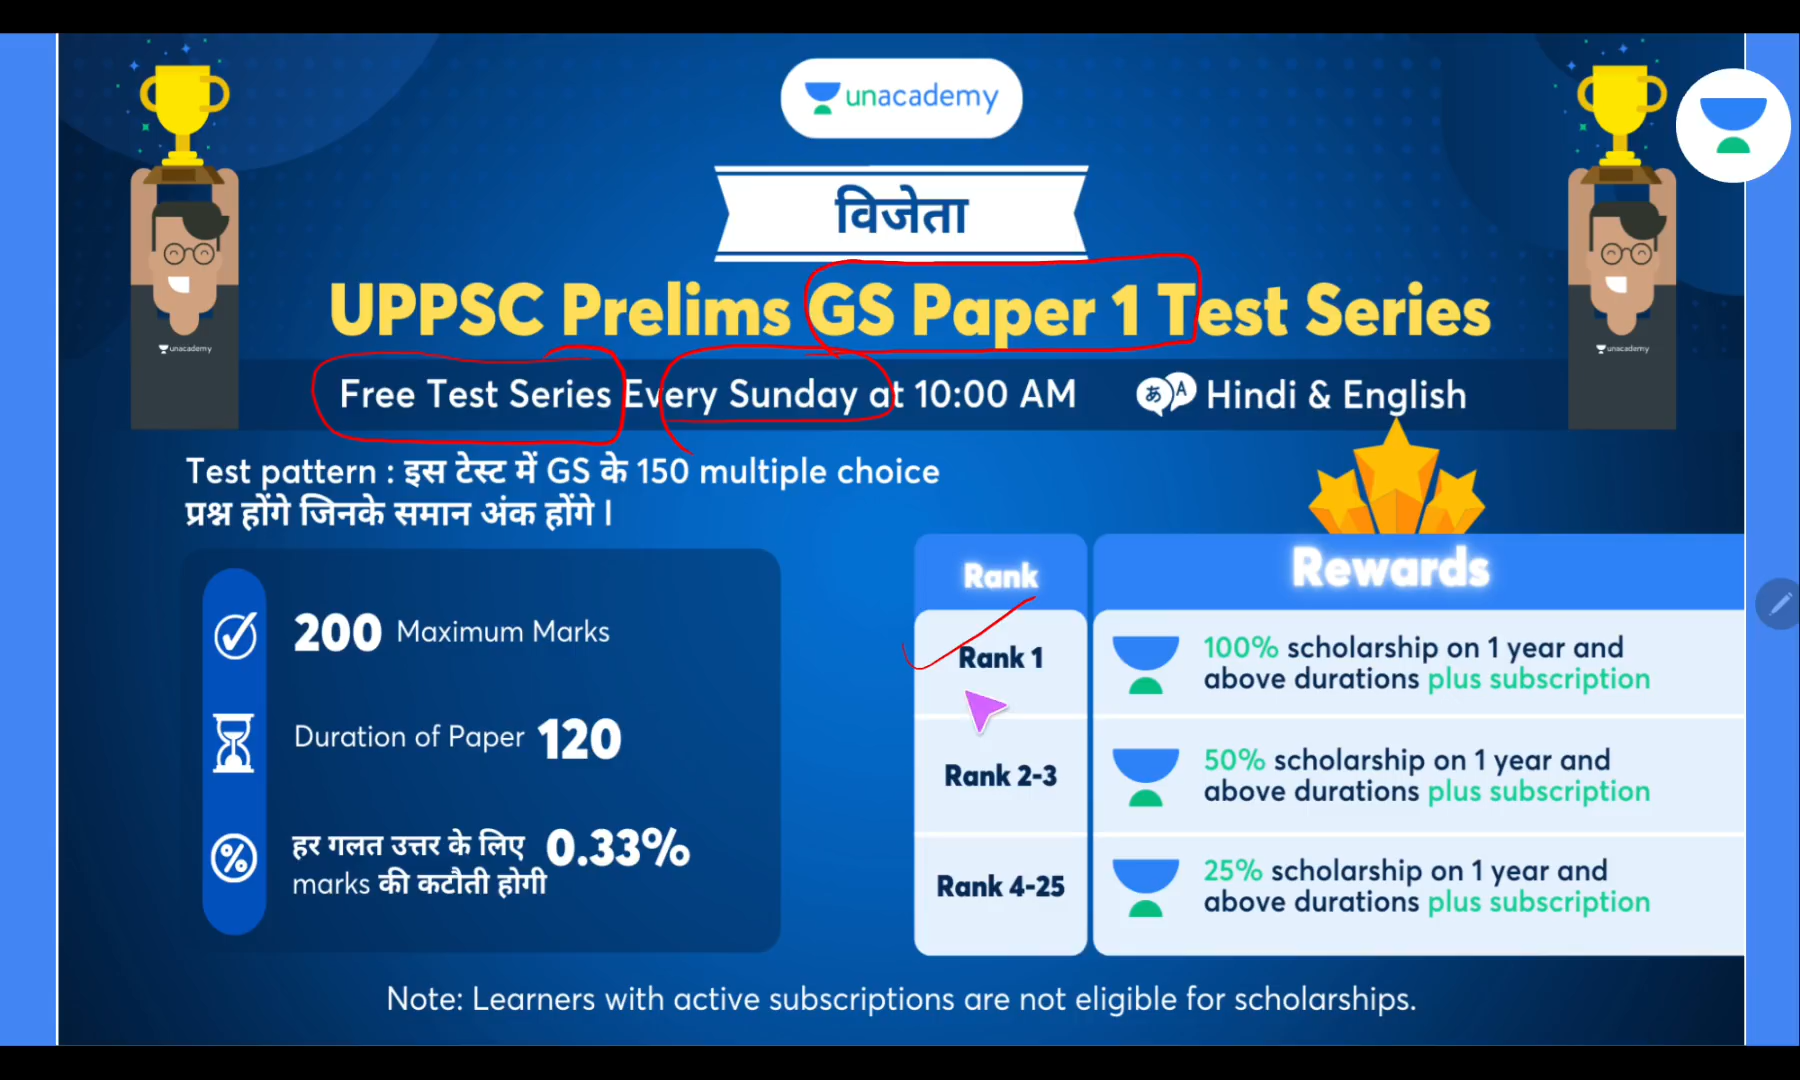 unacademy
विजेता
UPPSC Prelims GS Paper 1 Test Series
Free Test Series Every Sunday at 10:00 AM
あ A Hindi & English
unacademy
unacademy
Test pattern : इस टेस्ट में GS के 150 multiple choice
प्रश्न होंगे जिनके समान अंक होंगे।
200 Maximum Marks
Duration of Paper 120
हर गलत उत्तर के लिए 0.33%
marks की कटौती होगी
Rank Rewards
Rank 1
100% scholarship on 1 year and
above durations plus subscription
Rank 2-3
50% scholarship on 1 year and
above durations plus subscription
Rank 4-25
25% scholarship on 1 year and
above durations plus subscription
Note: Learners with active subscriptions are not eligible for scholarships.